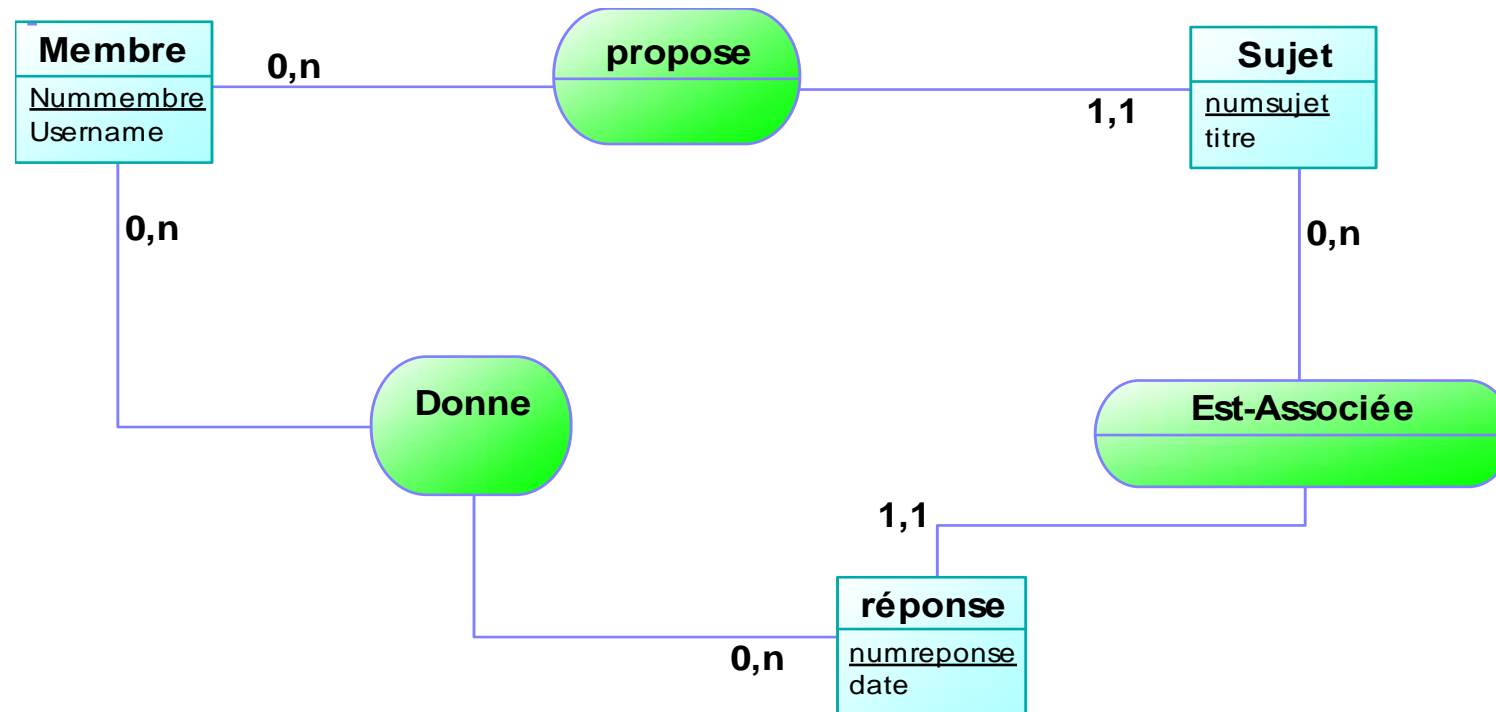 Membre
Nummembre
Username
0,n
propose
1,1
Sujet
numsujet
titre
0,n
0,n
Donne
Est-Associée
1,1
0,n
réponse
numreponse
date